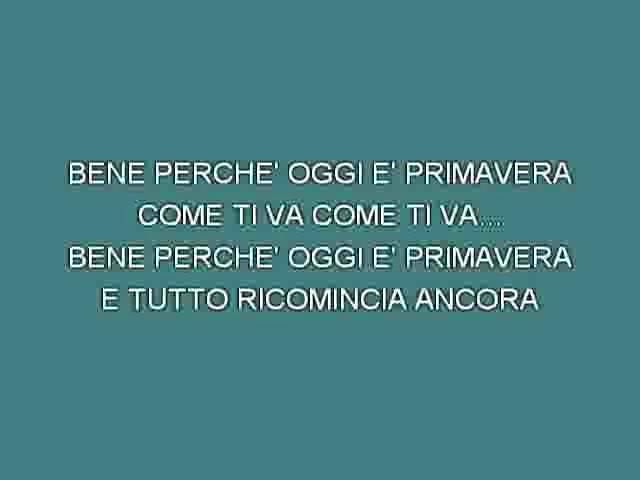 BENE PERCHE' OGGI E' PRIMAVERA
COME TI VA COME TI VA.....
BENE PERCHE' OGGI E' PRIMAVERA
E TUTTO RICOMINCIA ANCORA